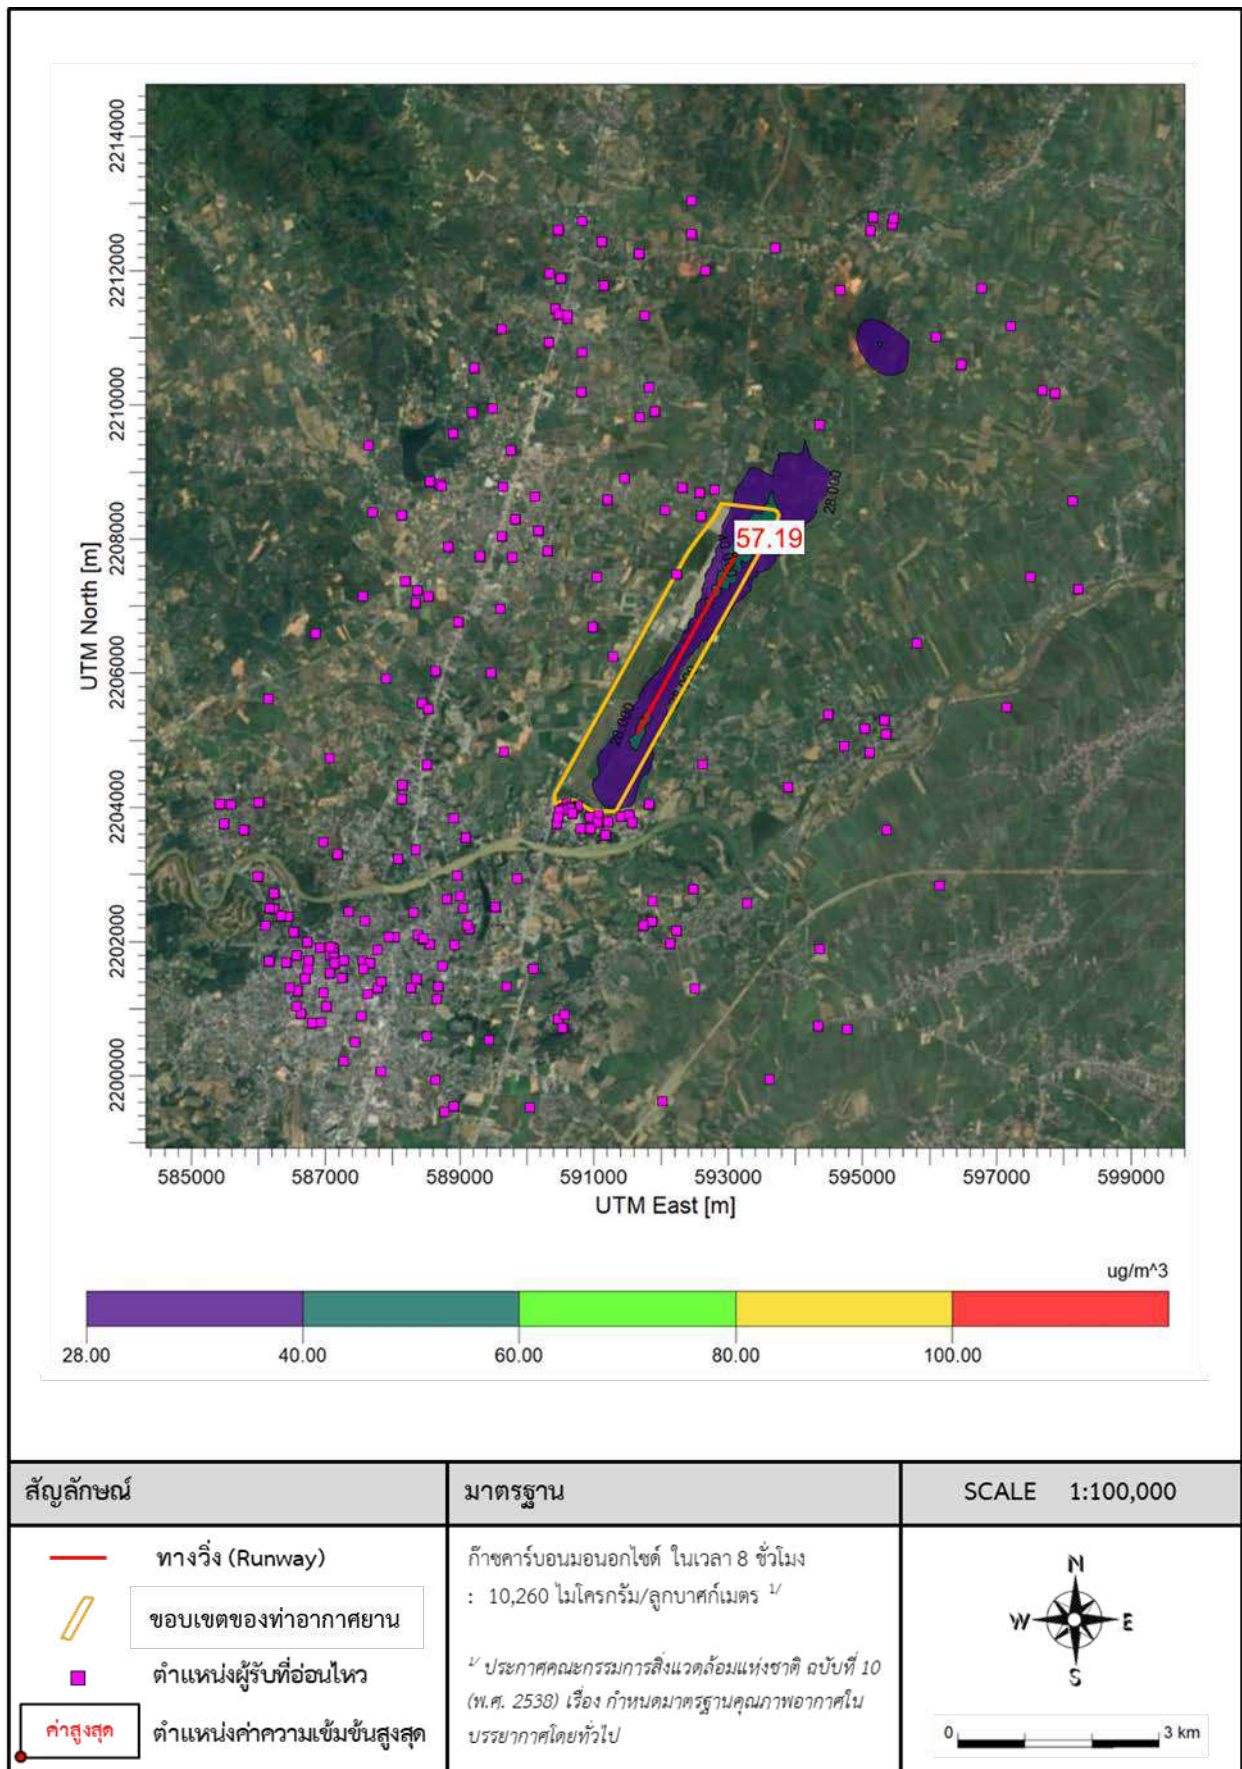 2214000
2212000
2210000
2208000
2206000
2204000
2202000
2200000
UTM North [m]
28.000
57.19
28.000
585000 587000 589000 591000 593000 595000 597000 599000
UTM East [m]
ug/m^3
28.00 40.00 60.00 80.00 100.00
สัญลักษณ์
ทางวิ่ง (Runway)
ขอบเขตของท่าอากาศยาน
ตำแหน่งผู้รับที่อ่อนไหว
ค่าสูงสุด ตำแหน่งค่าความเข้มข้นสูงสุด
มาตรฐาน
ก๊าซคาร์บอนมอนอกไซด์ ในเวลา 8 ชั่วโมง
: 10,260 ไมโครกรัม/ลูกบาศก์เมตร 1/
1/ ประกาศคณะกรรมการสิ่งแวดล้อมแห่งชาติ ฉบับที่ 10
(พ.ศ. 2538) เรื่อง กำหนดมาตรฐานคุณภาพอากาศใน
บรรยากาศโดยทั่วไป
SCALE 1:100,000
N
W E
S
0 3 km